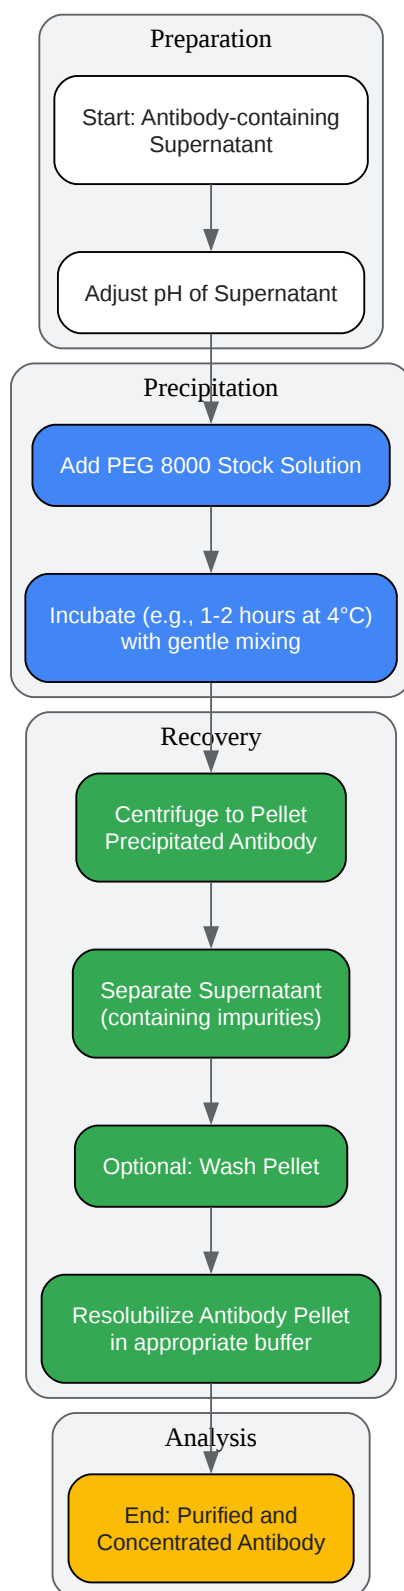 Preparation
Start: Antibody-containing
Supernatant
Adjust pH of Supernatant
Precipitation
Add PEG 8000 Stock Solution
Incubate (e.g., 1-2 hours at 4°C)
with gentle mixing
Recovery
Centrifuge to Pellet
Precipitated Antibody
Separate Supernatant
(containing impurities)
Optional: Wash Pellet
Resolubilize Antibody Pellet
in appropriate buffer
Analysis
End: Purified and
Concentrated Antibody